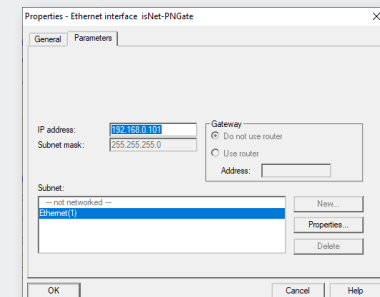 Properties - Ethernet interface isNet-PNGate
General Parameters
IP address: 192.168.0.101
Subnet mask: 255.255.255.0
Gateway
Do not use router
Use router
Address:
Subnet:
--- not networked ---
Ethernet(1)
New...
Properties...
Delete
OK Cancel Help